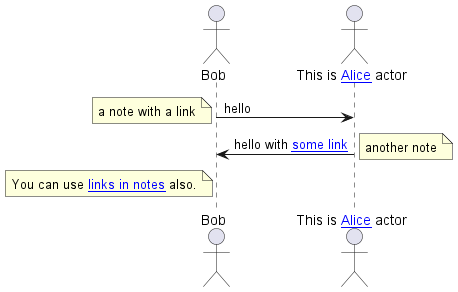 Bob
This is Alice actor
a note with a link
hello
hello with some link
another note
You can use links in notes also.
Bob
This is Alice actor